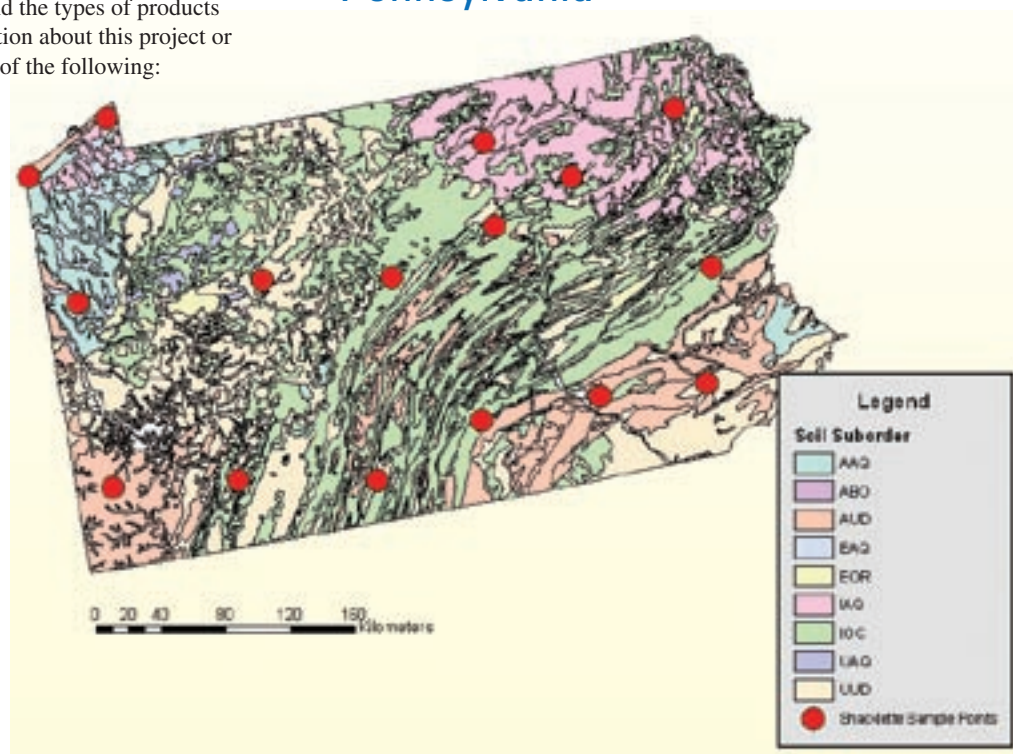 d the types of products
tion about this project or
of the following:
Pennsylvania
0 20 40 80 120 160
Kilometers
Legend
Soil Suborder
AAQ
ABO
AUD
EAQ
EOR
IAQ
IOC
UAQ
UUD
Shacklette Sample Points